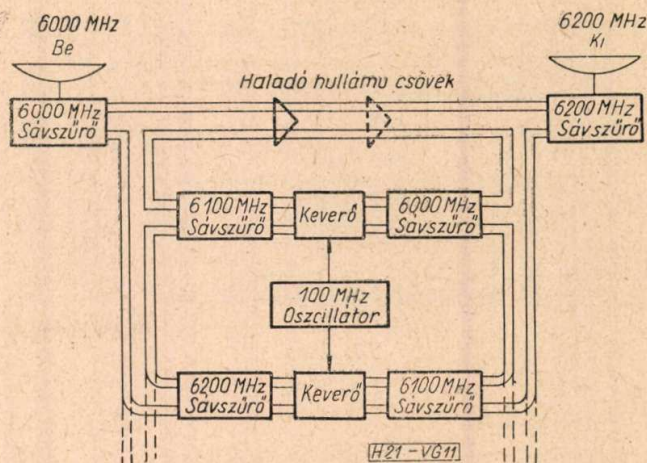 6000 MHz
Be
6200 MHz
Ki
Haladó hullámu csövek
6000 MHz
Sávszűrő
6200 MHz
Sávszűrő
6100 MHz
Sávszűrő
Keverő
6000 MHz
Sávszűrő
100 MHz
Oszcillátor
6200 MHz
Sávszűrő
Keverő
6100 MHz
Sávszűrő
H21-VG11